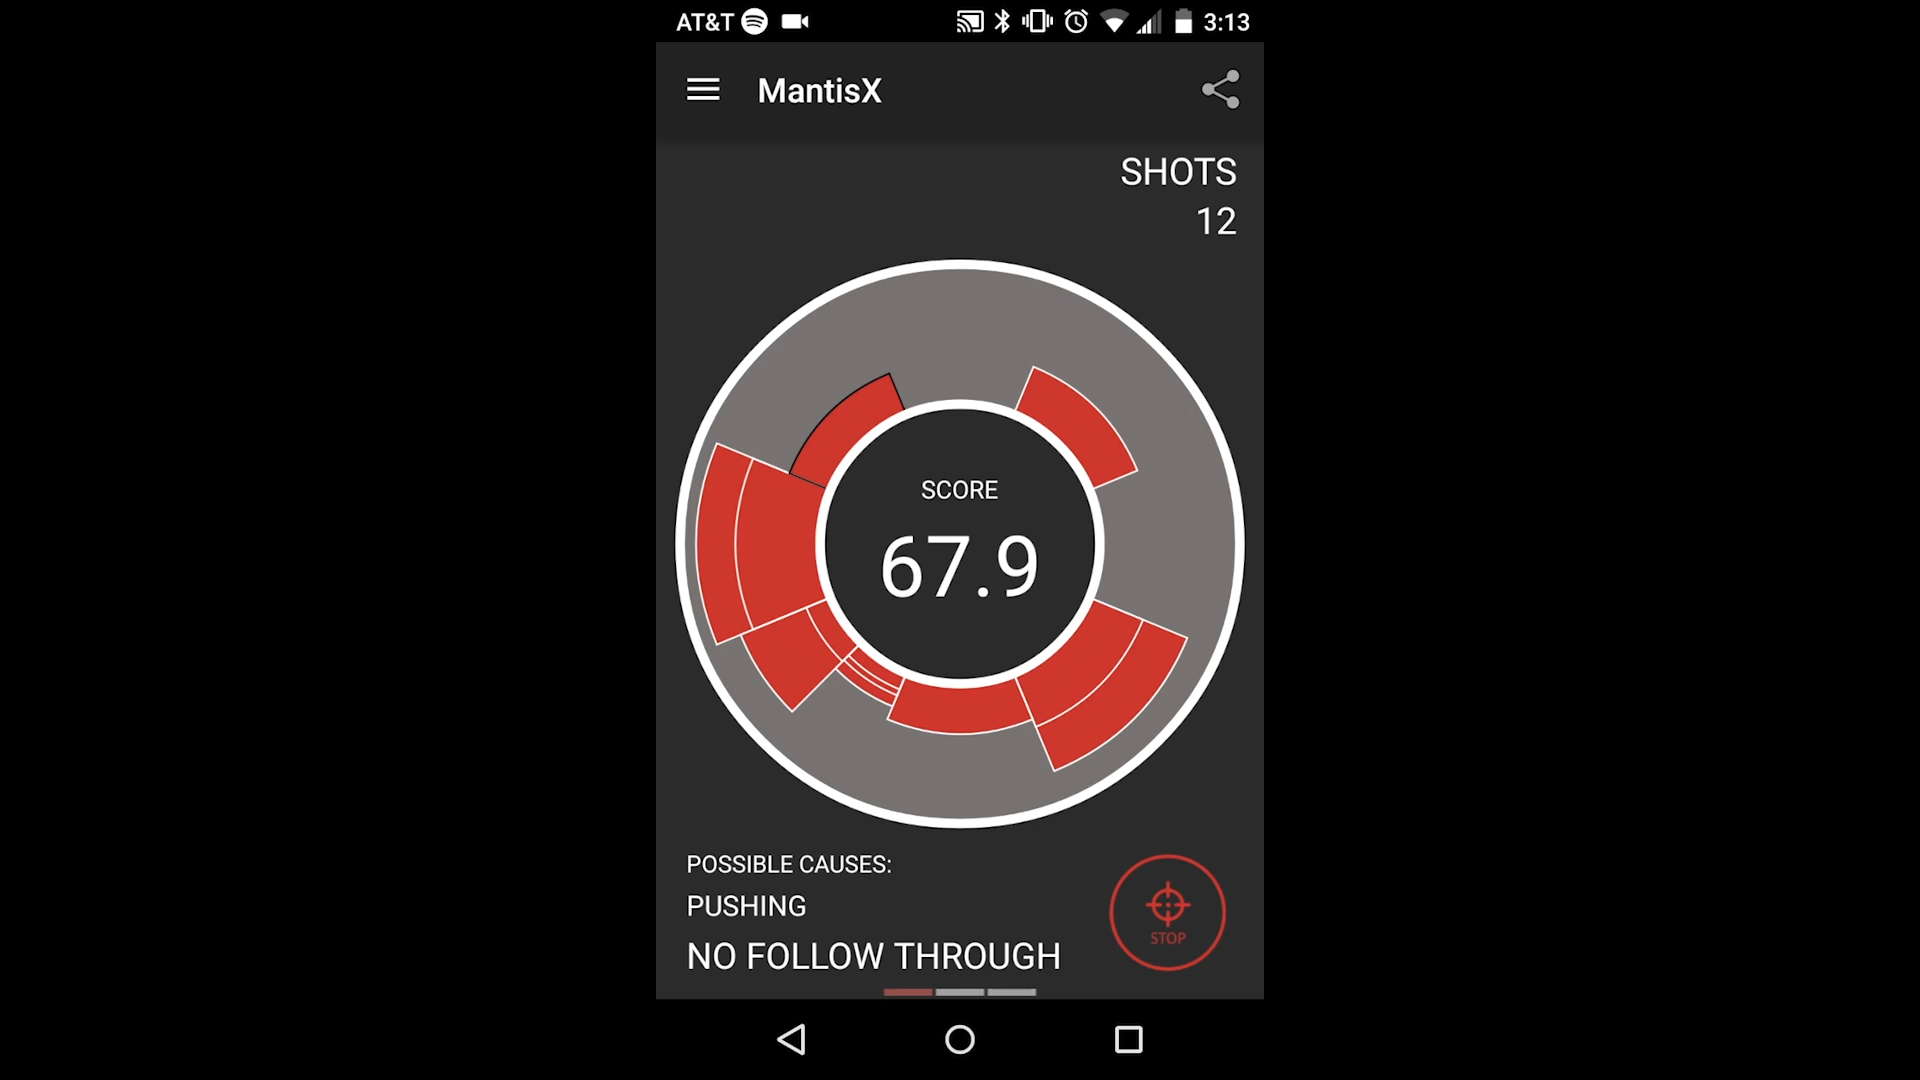 AT&T 3:13
MantisX
SHOTS
12
SCORE
67.9
POSSIBLE CAUSES:
PUSHING
NO FOLLOW THROUGH
STOP